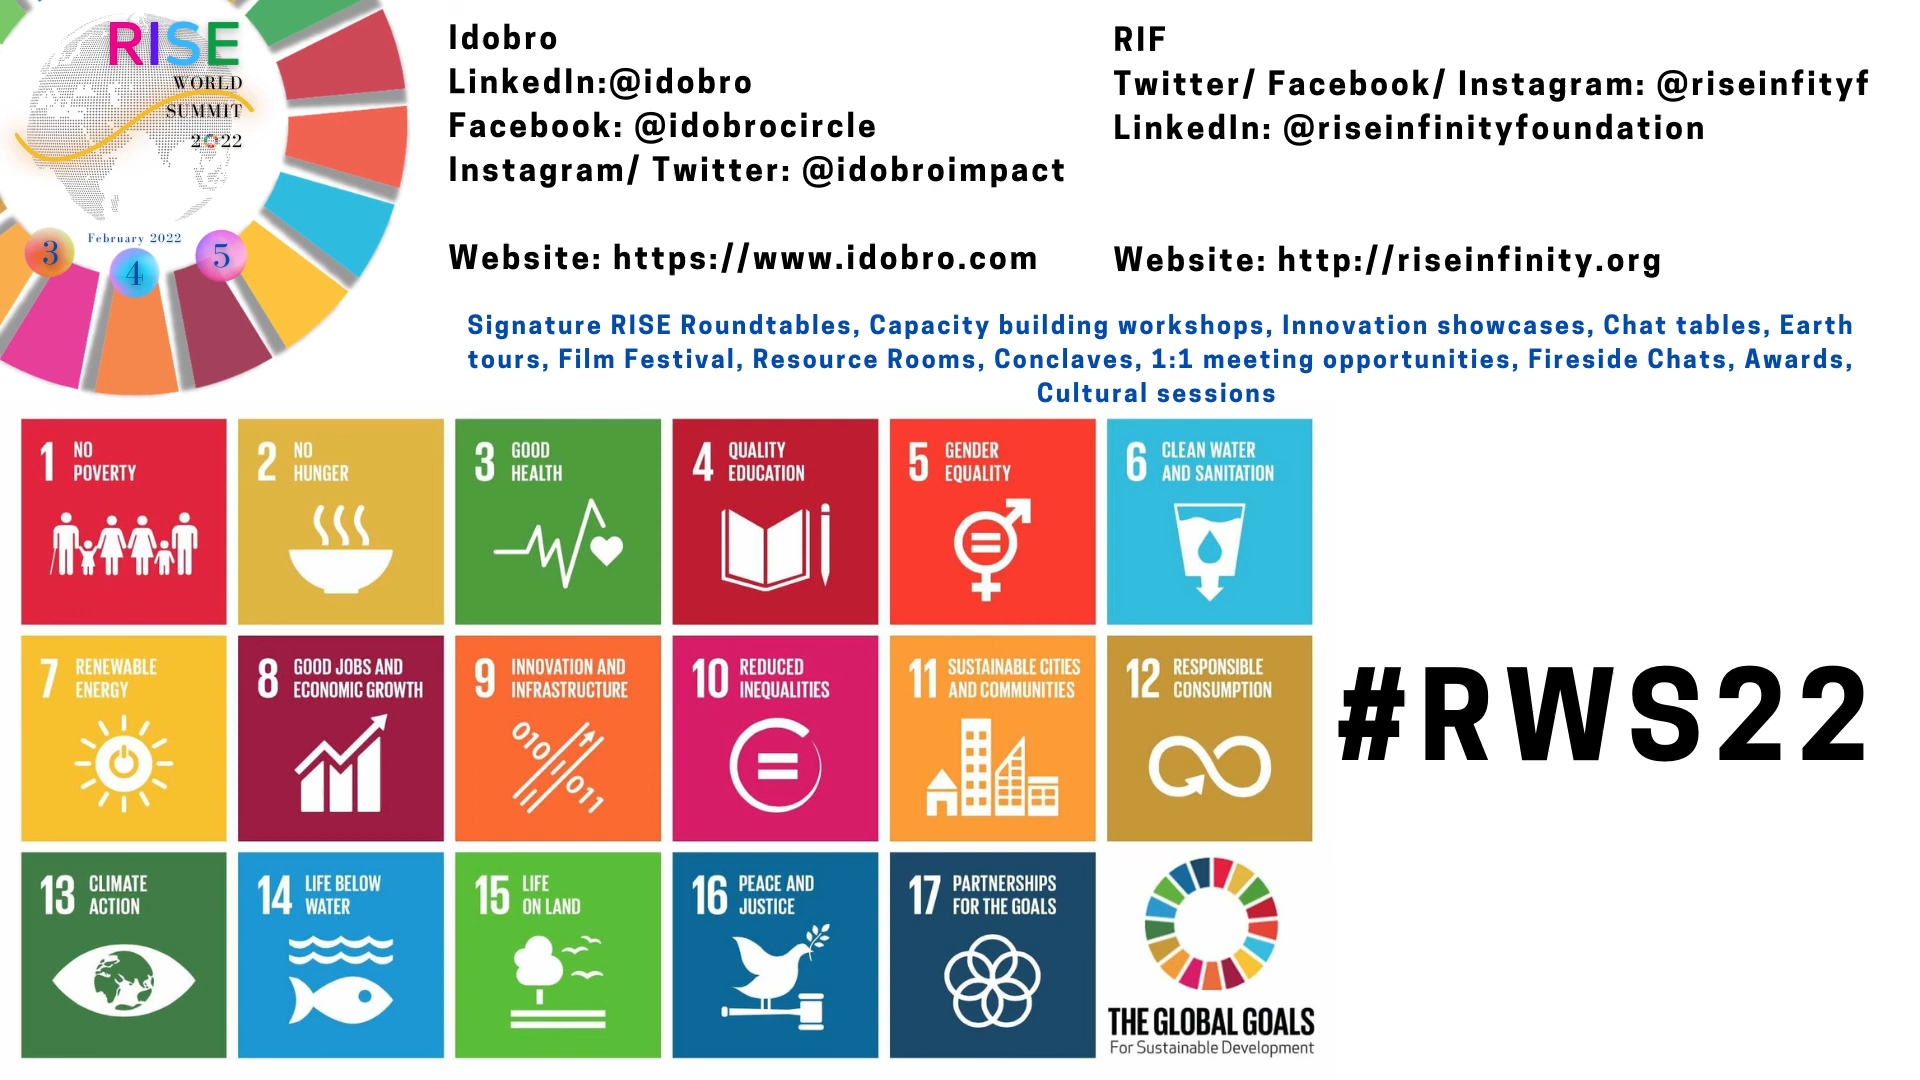 RISE
WORLD
SUMMIT
2022
February 2022
3
4
5
Idobro
LinkedIn:@idobro
Facebook: @idobrocircle
Instagram/ Twitter: @idobroimpact
Website: https://www.idobro.com
RIF
Twitter/ Facebook/ Instagram: @riseinfityf
LinkedIn: @riseinfinityfoundation
Website: http://riseinfinity.org
Signature RISE Roundtables, Capacity building workshops, Innovation showcases, Chat tables, Earth
tours, Film Festival, Resource Rooms, Conclaves, 1:1 meeting opportunities, Fireside Chats, Awards,
Cultural sessions
1 NO
POVERTY
2 NO
HUNGER
3 GOOD
HEALTH
4 QUALITY
EDUCATION
5 GENDER
EQUALITY
6 CLEAN WATER
AND SANITATION
7 RENEWABLE
ENERGY
8 GOOD JOBS AND
ECONOMIC GROWTH
9 INNOVATION AND
INFRASTRUCTURE
010
011
10 REDUCED
INEQUALITIES
11 SUSTAINABLE CITIES
AND COMMUNITIES
12 RESPONSIBLE
CONSUMPTION
#RWS22
13 CLIMATE
ACTION
14 LIFE BELOW
WATER
15 LIFE
ON LAND
16 PEACE AND
JUSTICE
17 PARTNERSHIPS
FOR THE GOALS
THE GLOBAL GOALS
For Sustainable Development